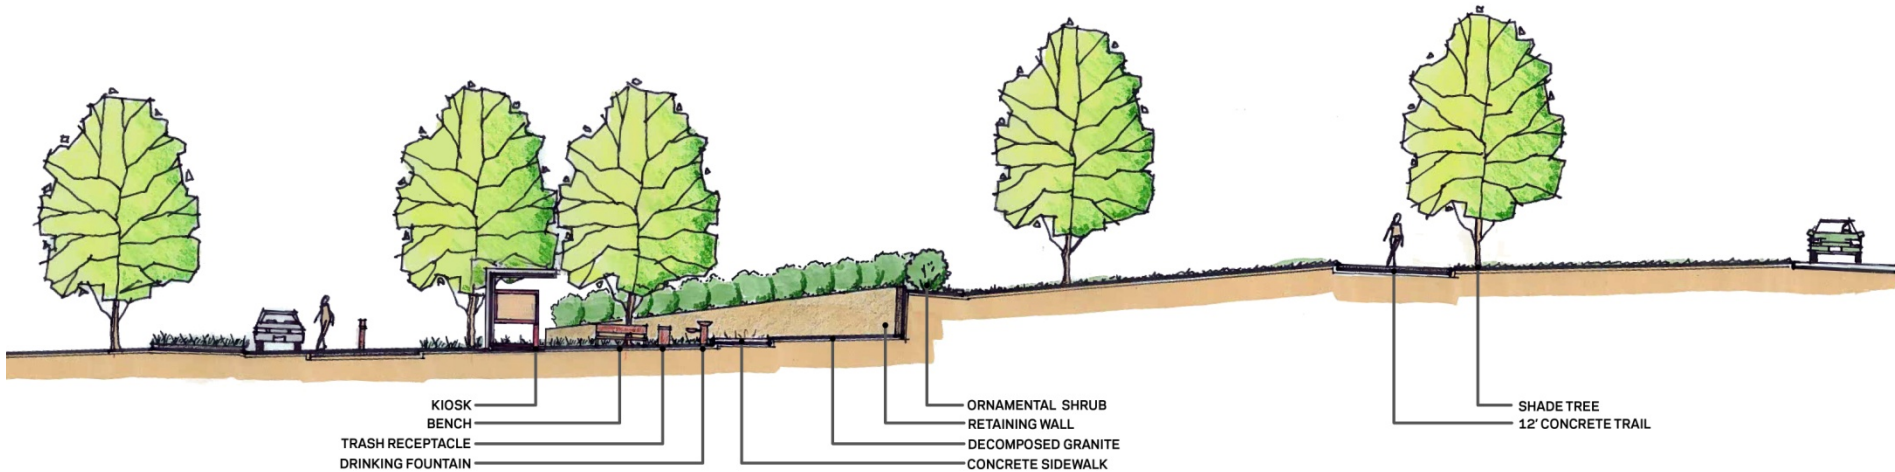 KIOSK
BENCH
TRASH RECEPTACLE
DRINKING FOUNTAIN
ORNAMENTAL SHRUB
RETAINING WALL
DECOMPOSED GRANITE
CONCRETE SIDEWALK
SHADE TREE
12' CONCRETE TRAIL